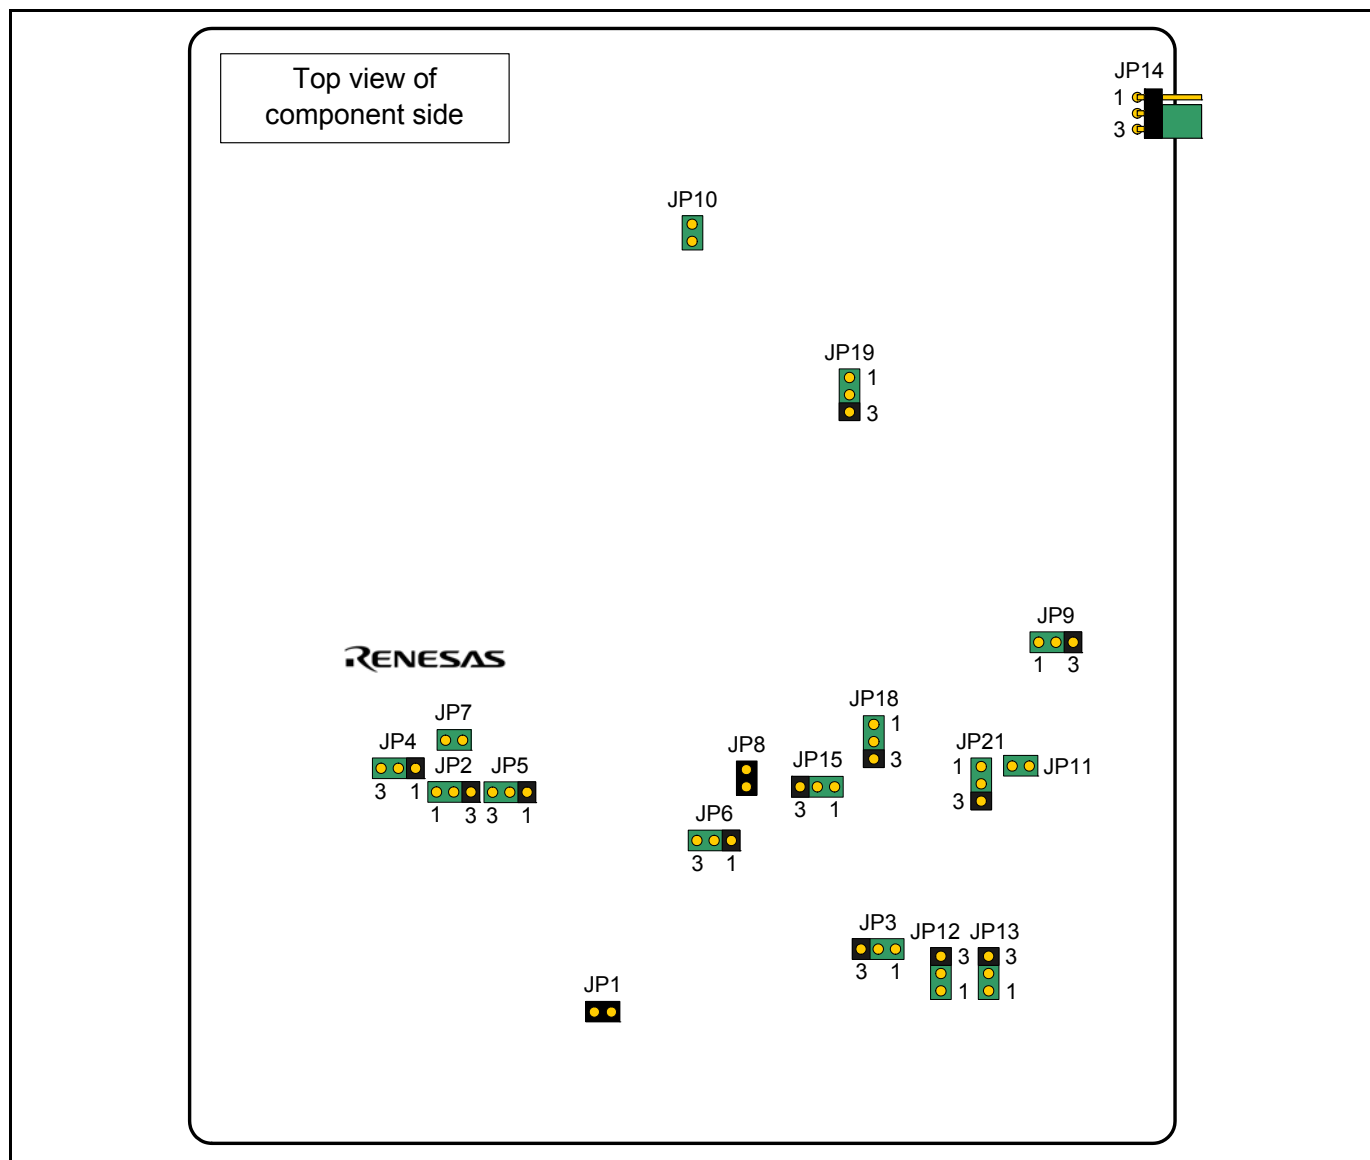 Top view of
component side
JP14
1
3
JP10
JP19
1
3
JP9
1 3
RENESAS
JP7
JP4
3 1
JP2
1 3
JP5
3 1
JP8
JP6
3 1
JP15
3 1
JP18
1
3
JP21
1
3
JP11
JP3
3 1
JP12
3
1
JP13
3
1
JP1